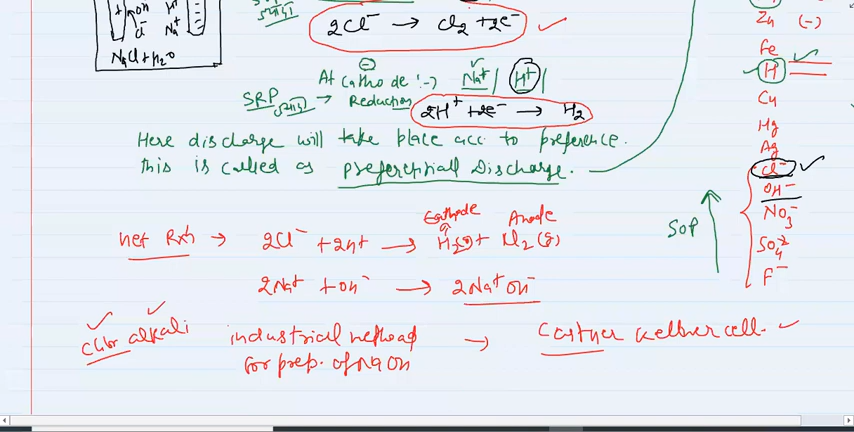 + OH⁻ H⁺
Cl⁻ Na⁺
NaCl + H₂O
2Cl⁻ → Cl₂ + 2e⁻
⊖
At Cathode :-) Na⁺ / H⁺ /
SRP → Reduction 2H⁺ + 2e⁻ → H₂
Here discharge will take place acc. to preference.
this is called as preferential Discharge.
Cathode Anode
net Rxn → 2Cl⁻ + 2H⁺ → H₂(g) + Cl₂(g)
2Na⁺ + OH⁻ → 2Na⁺OH⁻
chlor alkali industrial method → Castner kellner cell.
for prep. of NaOH
Zn (-)
Fe
H
Cu
Hg
Ag
Cl⁻
OH⁻
NO₃⁻
SO₄⁻²
F⁻
SOP